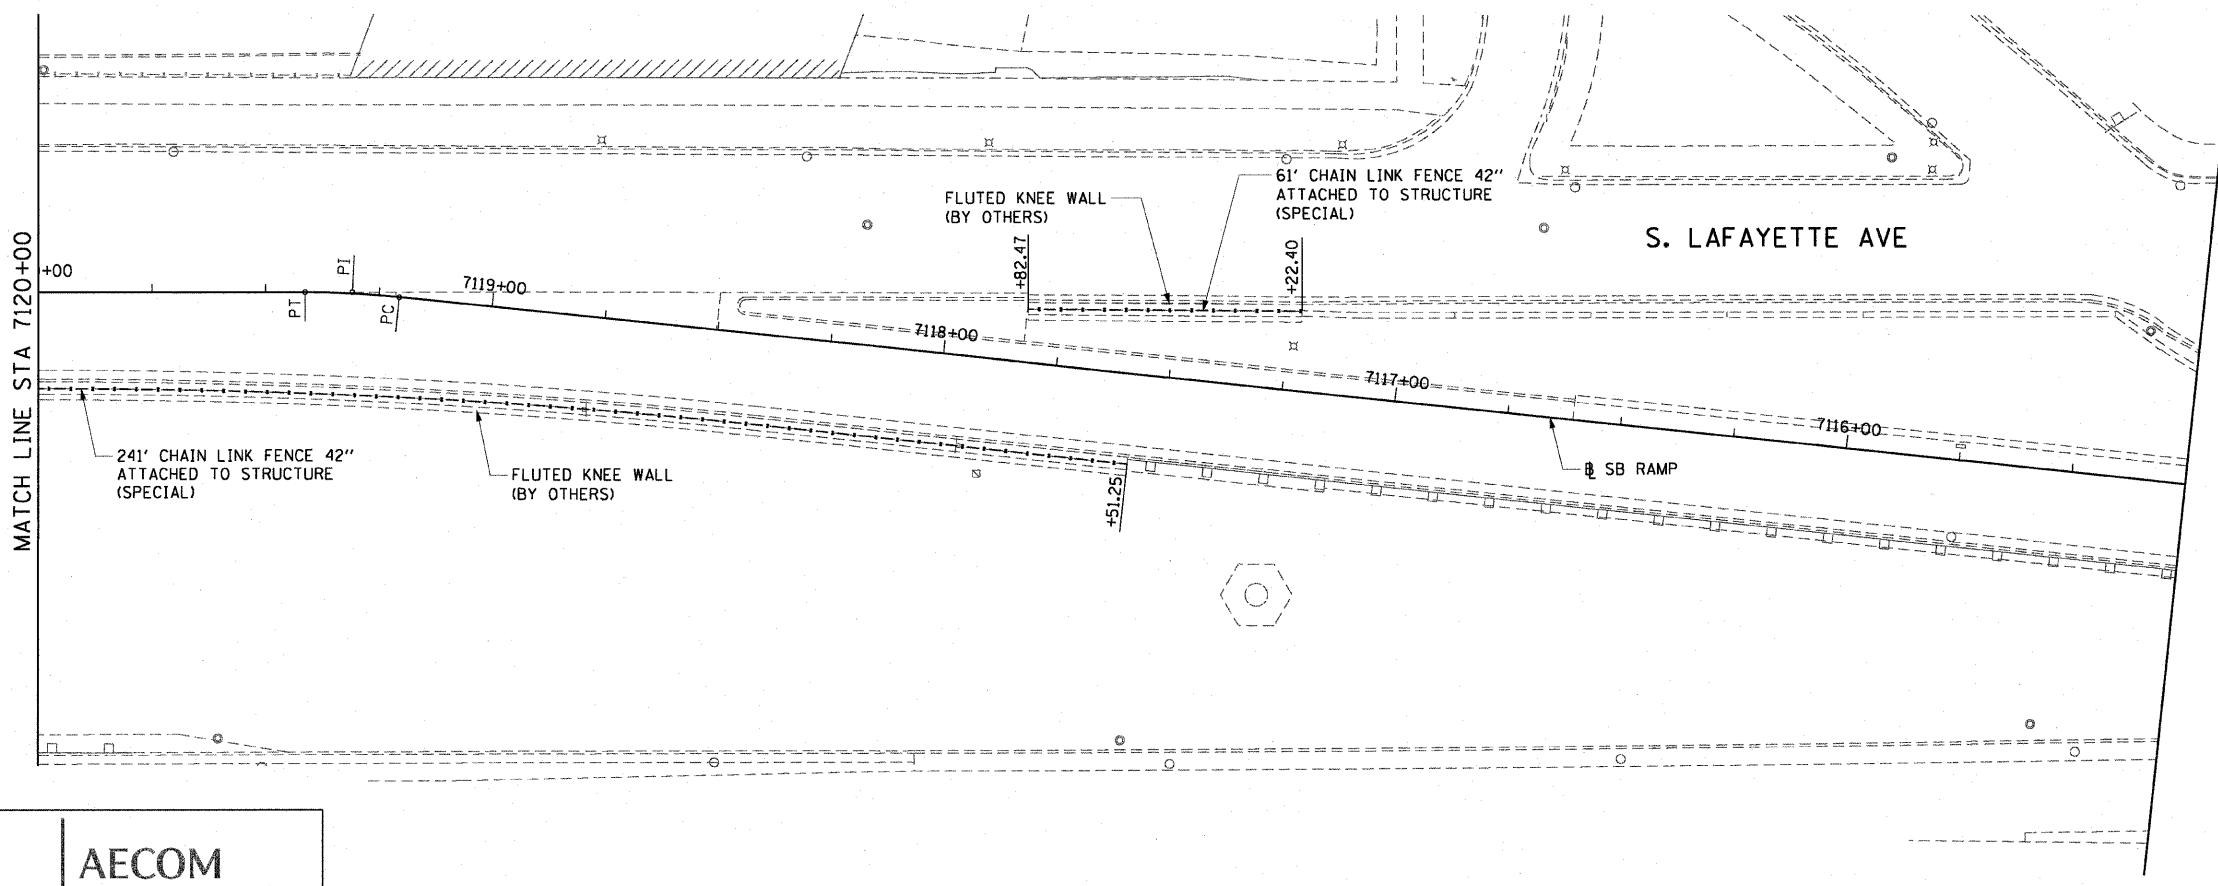 FLUTED KNEE WALL
(BY OTHERS)
61' CHAIN LINK FENCE 42"
ATTACHED TO STRUCTURE
(SPECIAL)
S. LAFAYETTE AVE
MATCH LINE STA 7120+00
+00
PT
PI
PC
7119+00
+82.47
+22.40
7118+00
7117+00
7116+00
241' CHAIN LINK FENCE 42"
ATTACHED TO STRUCTURE
(SPECIAL)
FLUTED KNEE WALL
(BY OTHERS)
+51.25
℄ SB RAMP
AECOM